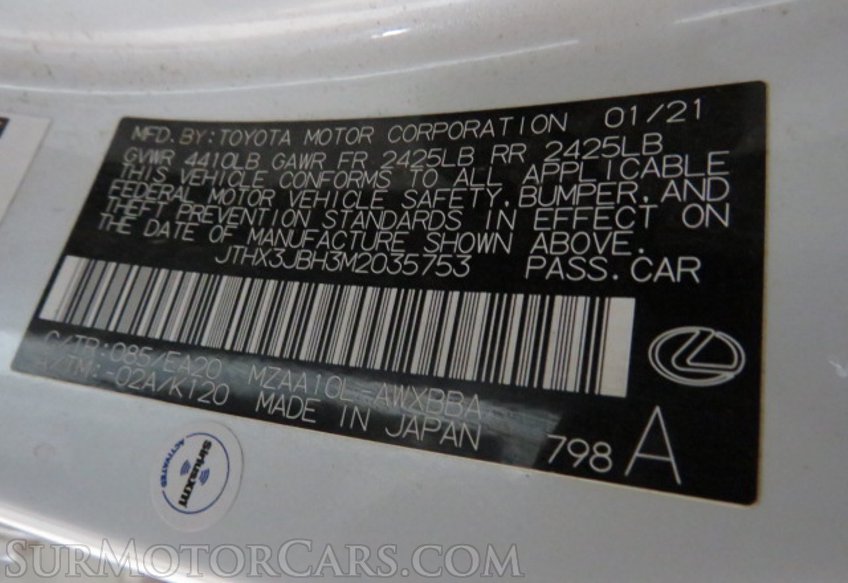 MFD. BY: TOYOTA MOTOR CORPORATION 01/21
GVWR 4410LB GAWR FR 2425LB RR 2425LB
THIS VEHICLE CONFORMS TO ALL APPLICABLE
FEDERAL MOTOR VEHICLE SAFETY, BUMPER, AND
THEFT PREVENTION STANDARDS IN EFFECT ON
THE DATE OF MANUFACTURE SHOWN ABOVE.
JTHX3JBH3M2035753 PASS. CAR
C/TR: 085/EA20 MZAA10L-AWXBBA
A/TM: -02A/K120 MADE IN JAPAN
798 A
SiriusXM
ACTIVATED
SURMOTORCARS.COM